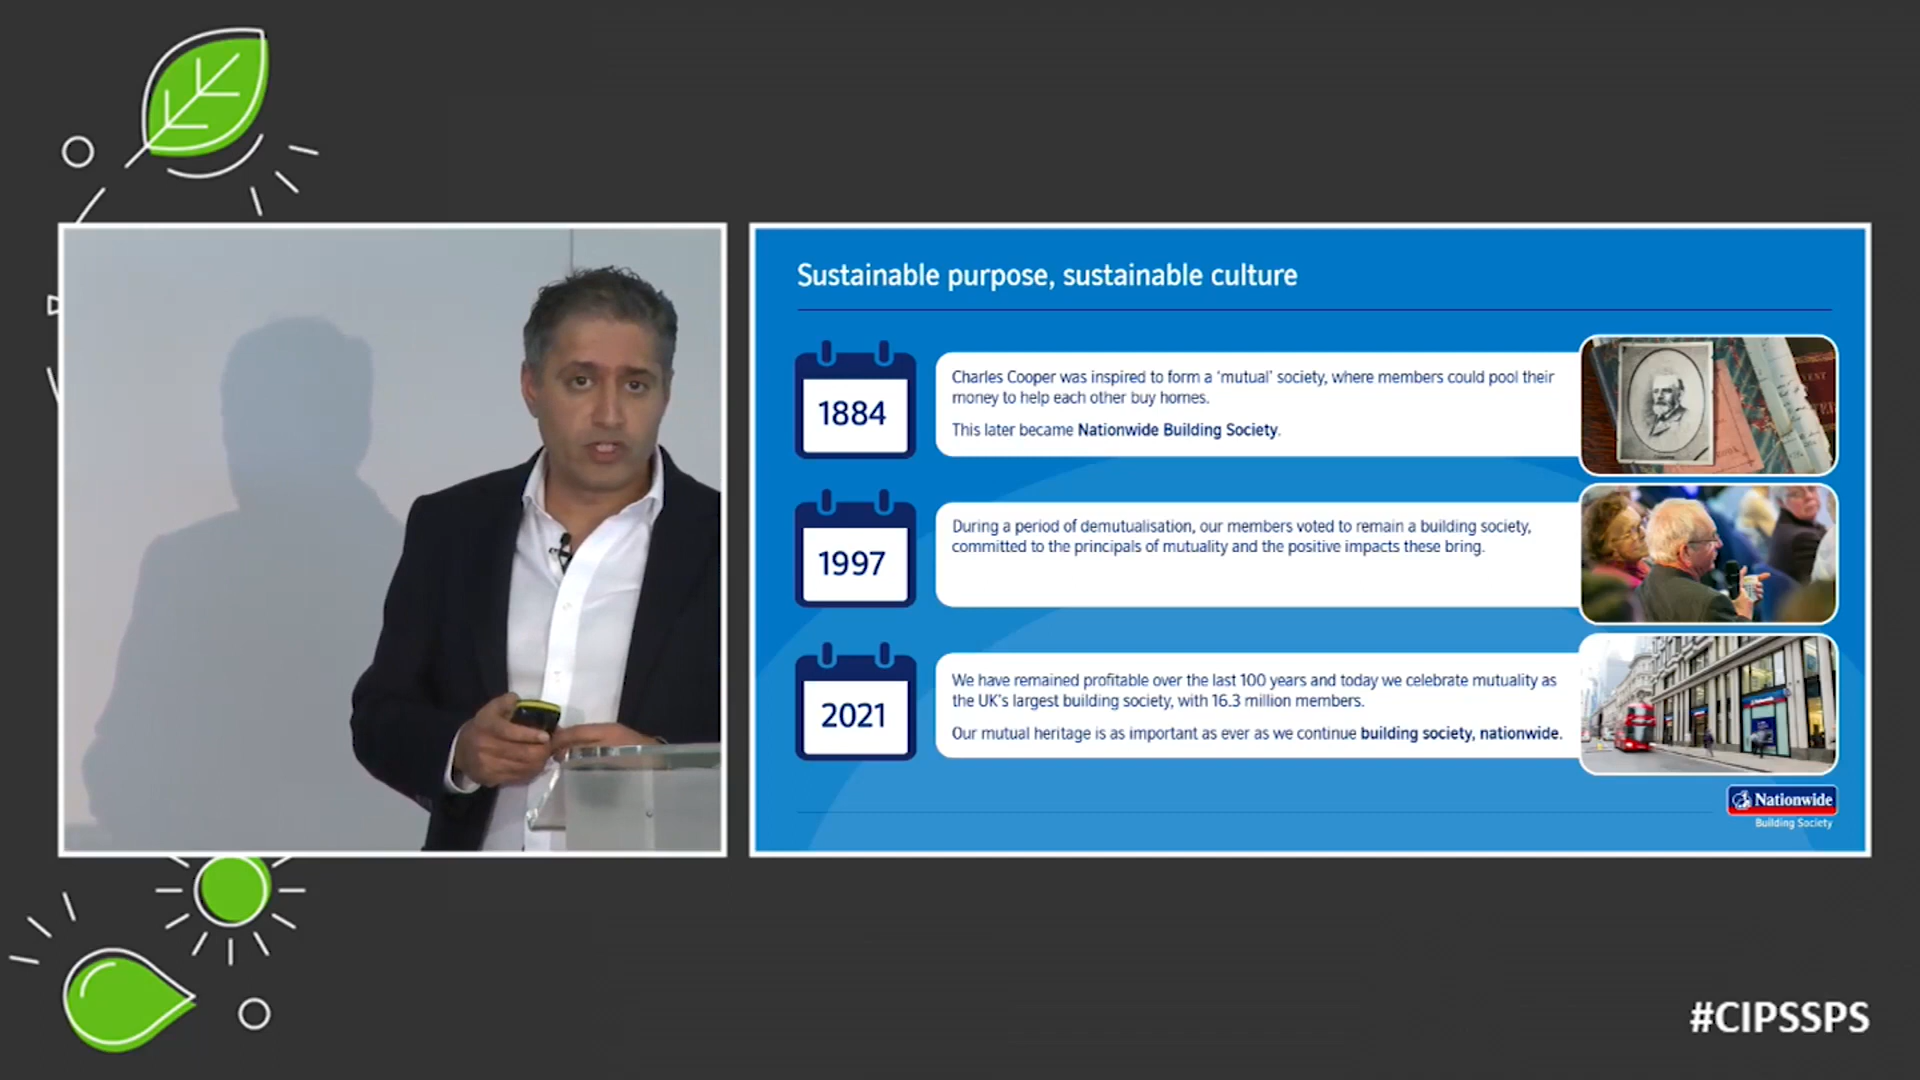 Sustainable purpose, sustainable culture
1884
Charles Cooper was inspired to form a ‘mutual’ society, where members could pool their
money to help each other buy homes.
This later became Nationwide Building Society.
1997
During a period of demutualisation, our members voted to remain a building society,
committed to the principals of mutuality and the positive impacts these bring.
2021
We have remained profitable over the last 100 years and today we celebrate mutuality as
the UK's largest building society, with 16.3 million members.
Our mutual heritage is as important as ever as we continue building society, nationwide.
Nationwide
Building Society
#CIPSSPS